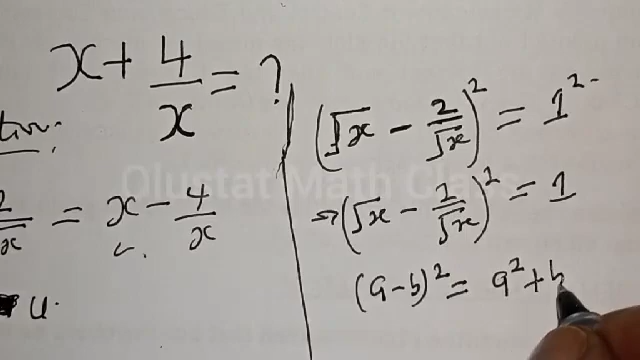 x + 4/x = ?
2/√x = x - 4/x
u.
(√x - 2/√x)² = 1²
⇒ (√x - 2/√x)² = 1
(a-b)² = a² + b
Olustat Math Class